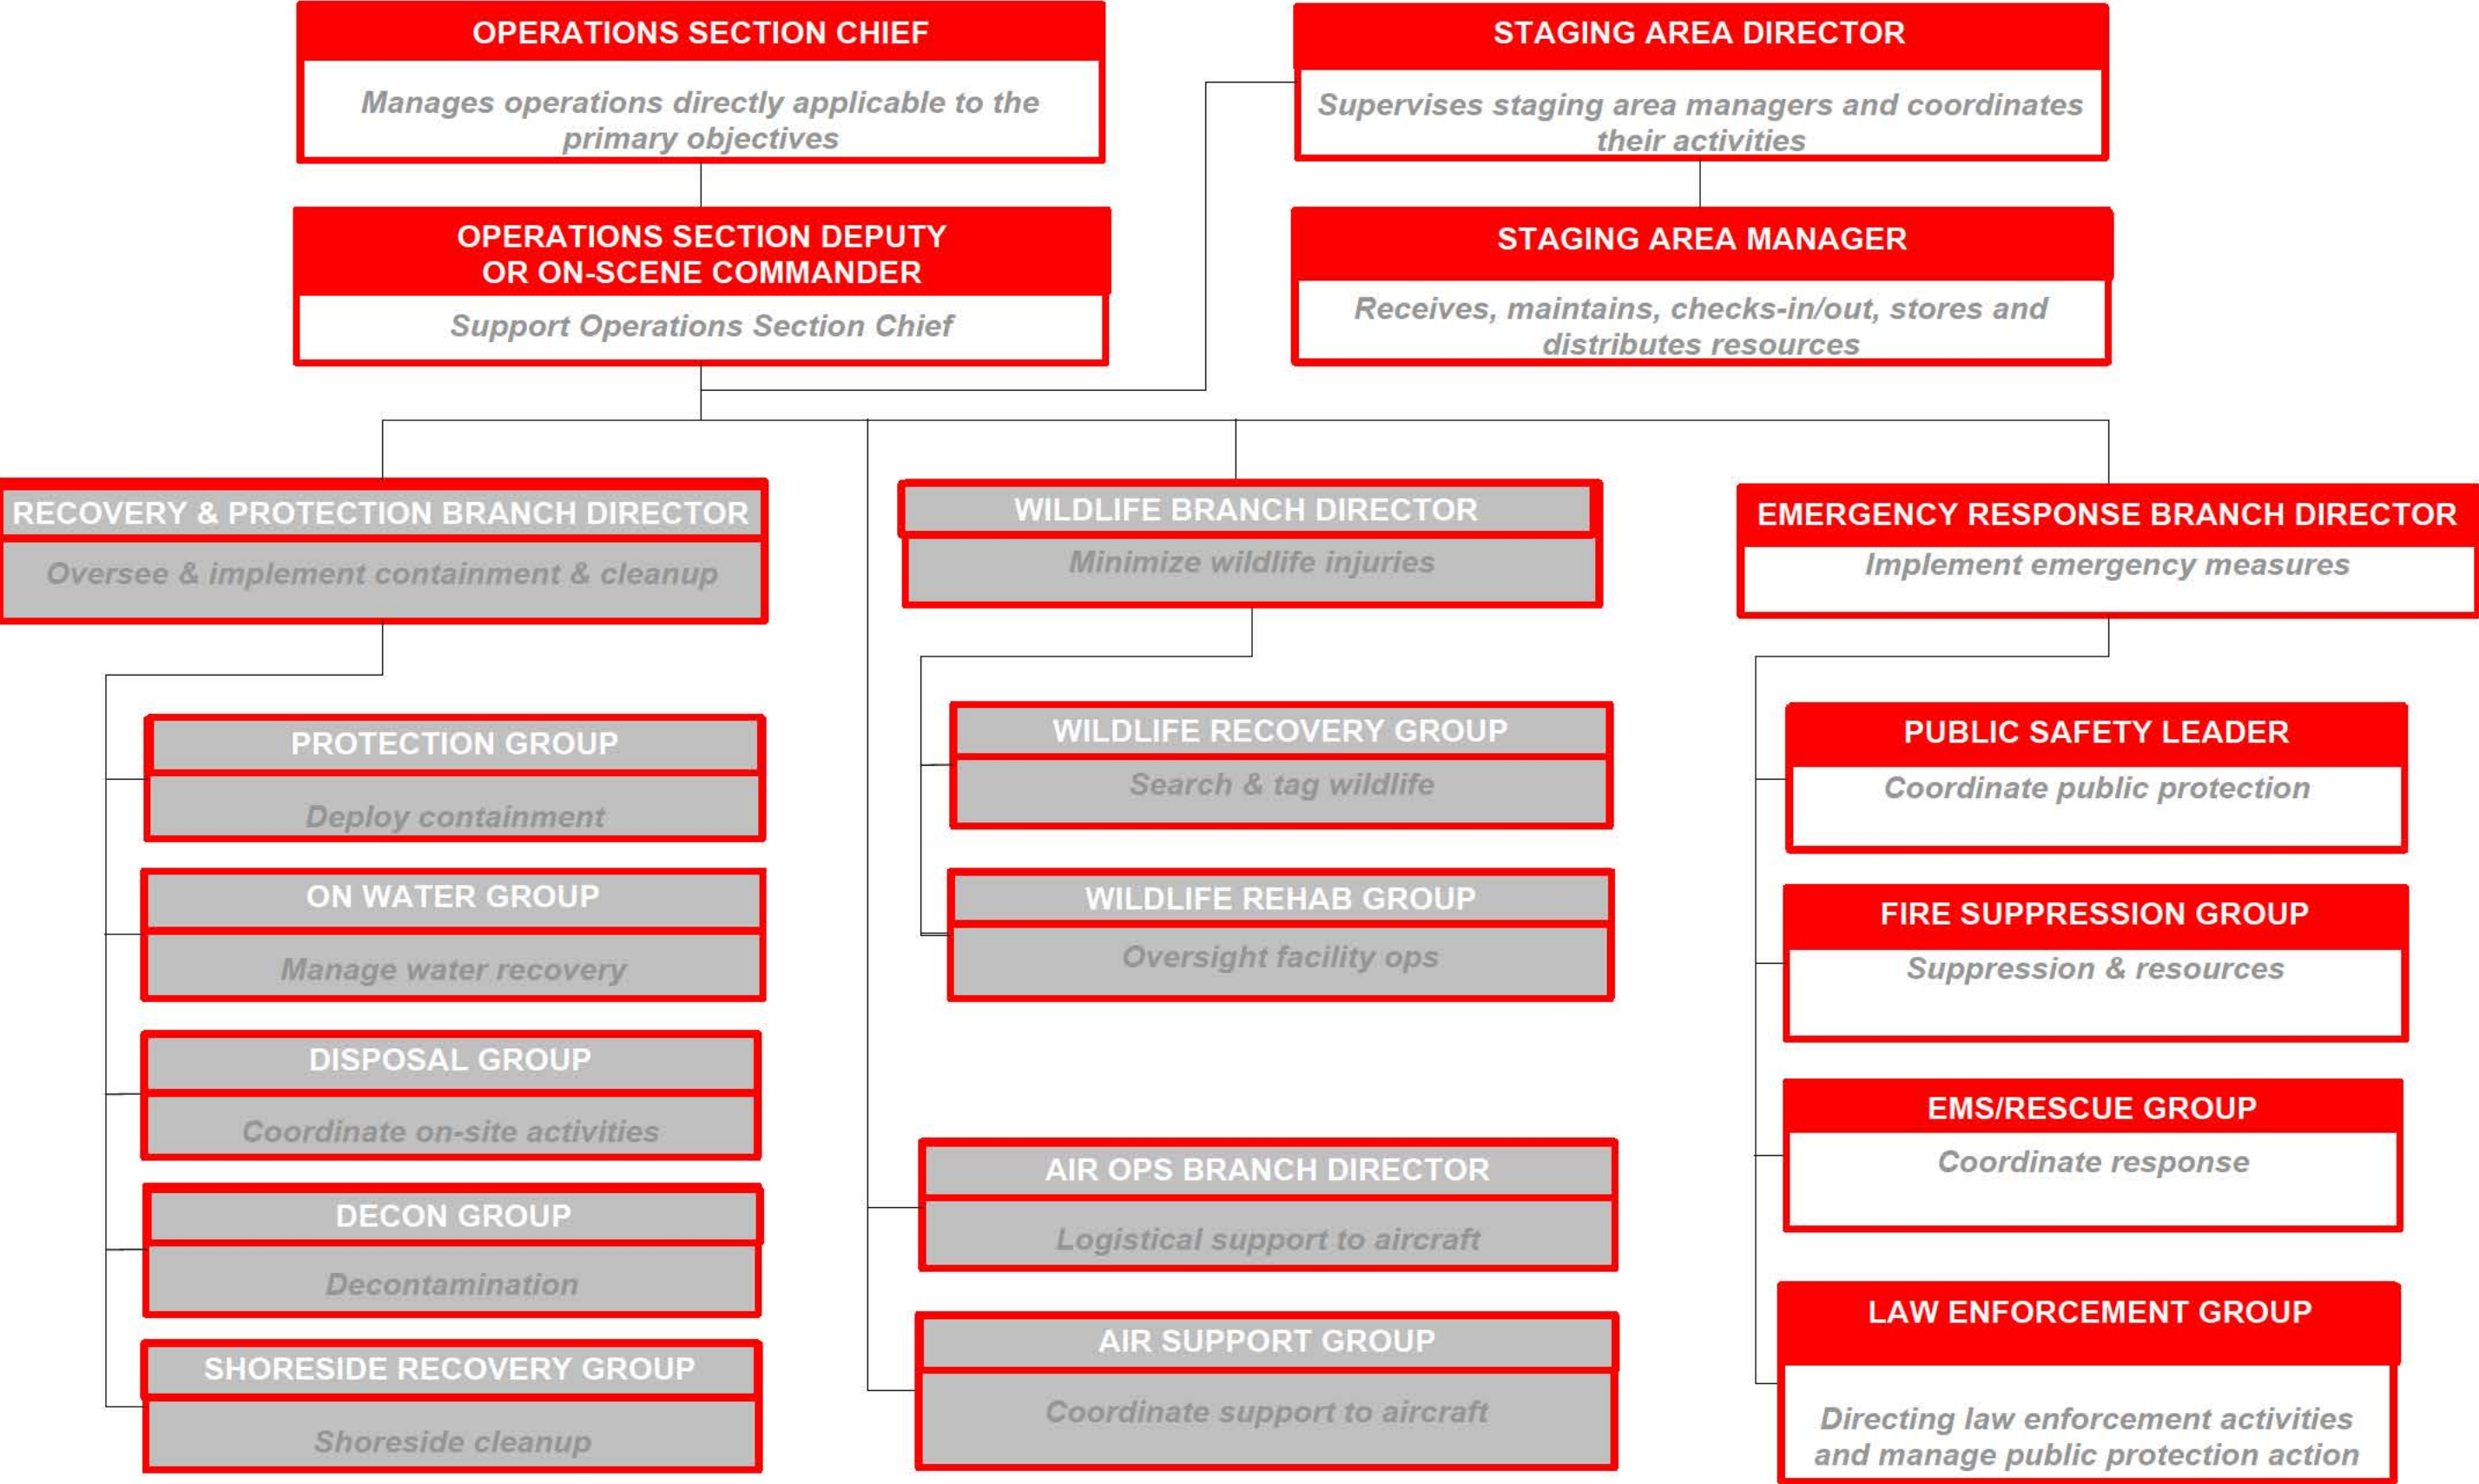 OPERATIONS SECTION CHIEF
Manages operations directly applicable to the
primary objectives
STAGING AREA DIRECTOR
Supervises staging area managers and coordinates
their activities
OPERATIONS SECTION DEPUTY
OR ON-SCENE COMMANDER
Support Operations Section Chief
STAGING AREA MANAGER
Receives, maintains, checks-in/out, stores and
distributes resources
RECOVERY & PROTECTION BRANCH DIRECTOR
Oversee & implement containment & cleanup
PROTECTION GROUP
Deploy containment
ON WATER GROUP
Manage water recovery
DISPOSAL GROUP
Coordinate on-site activities
DECON GROUP
Decontamination
SHORESIDE RECOVERY GROUP
Shoreside cleanup
WILDLIFE BRANCH DIRECTOR
Minimize wildlife injuries
WILDLIFE RECOVERY GROUP
Search & tag wildlife
WILDLIFE REHAB GROUP
Oversight facility ops
AIR OPS BRANCH DIRECTOR
Logistical support to aircraft
AIR SUPPORT GROUP
Coordinate support to aircraft
EMERGENCY RESPONSE BRANCH DIRECTOR
Implement emergency measures
PUBLIC SAFETY LEADER
Coordinate public protection
FIRE SUPPRESSION GROUP
Suppression & resources
EMS/RESCUE GROUP
Coordinate response
LAW ENFORCEMENT GROUP
Directing law enforcement activities
and manage public protection action